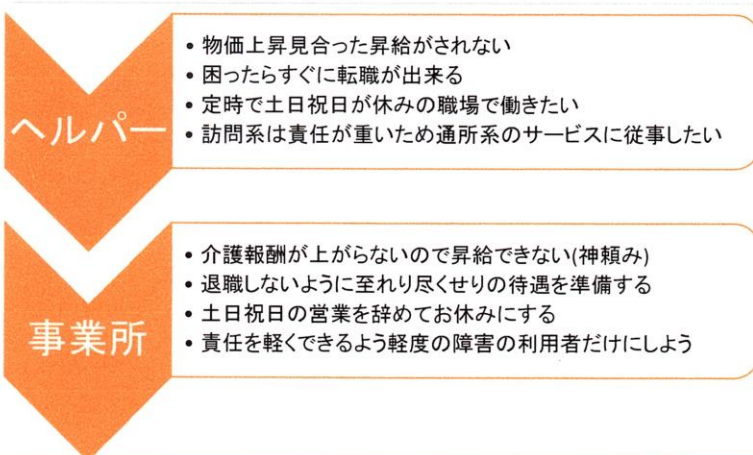 ヘルパー
• 物価上昇見合った昇給がされない
• 困ったらすぐに転職が出来る
• 定時で土日祝日が休みの職場で働きたい
• 訪問系は責任が重いため通所系のサービスに従事したい
事業所
• 介護報酬が上がらないので昇給できない(神頼み)
• 退職しないように至れり尽くせりの待遇を準備する
• 土日祝日の営業を辞めてお休みにする
• 責任を軽くできるよう軽度の障害の利用者だけにしよう